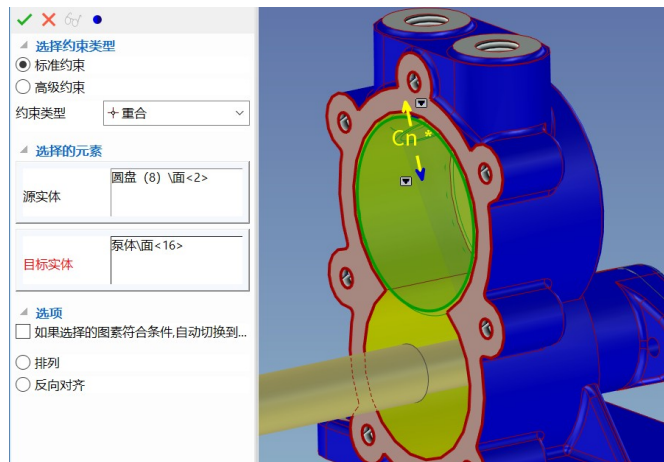 选择约束类型
标准约束
高级约束
约束类型 重合
选择的元素
源实体 圆盘（8）\面<2>
目标实体 泵体\面<16>
选项
如果选择的图素符合条件,自动切换到...
排列
反向对齐
Cn *